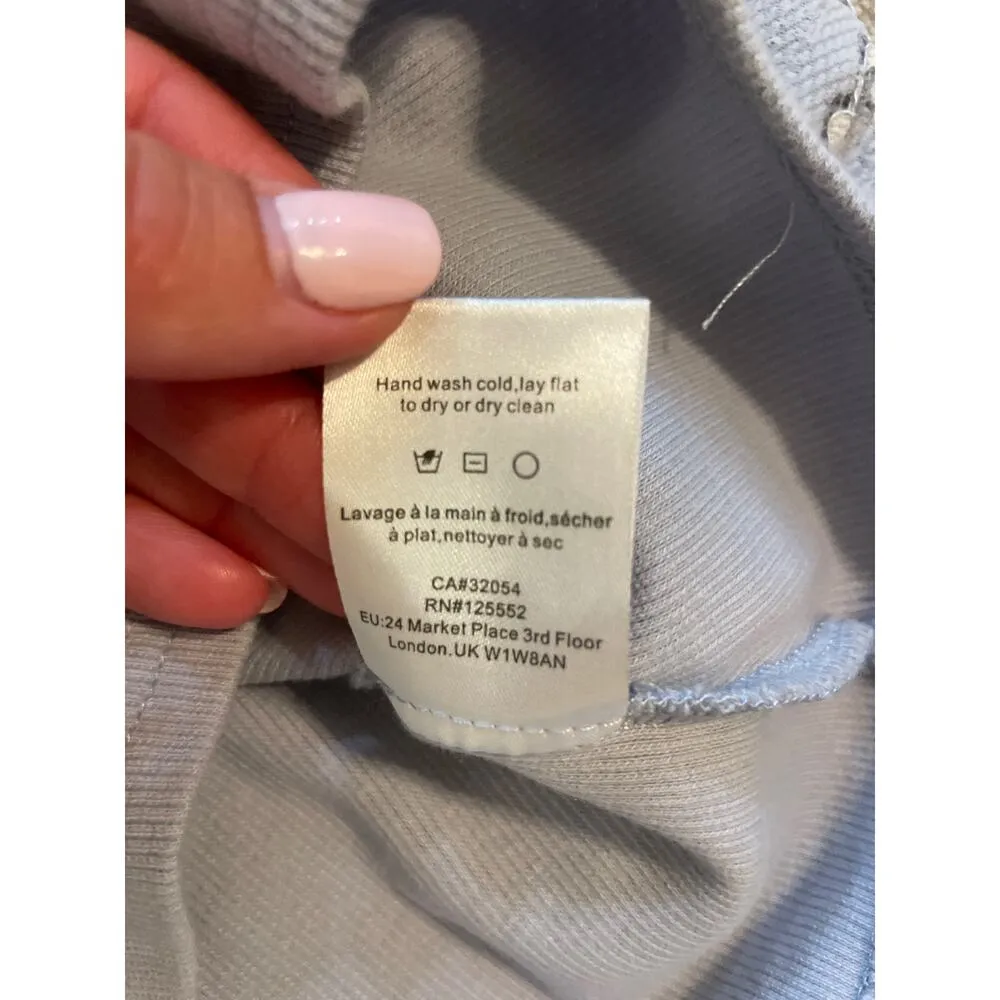 Hand wash cold,lay flat
to dry or dry clean
Lavage à la main à froid,sécher
à plat,nettoyer à sec
CA#32054
RN#125552
EU:24 Market Place 3rd Floor
London.UK W1W8AN